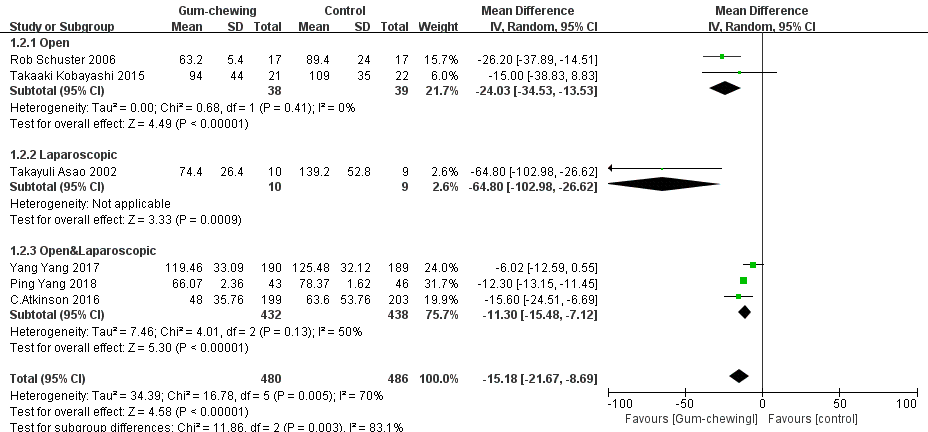 Gum-chewing Control Mean Difference Mean Difference
Study or Subgroup Mean SD Total Mean SD Total Weight IV, Random, 95% CI IV, Random, 95% CI
1.2.1 Open
Rob Schuster 2006 63.2 5.4 17 89.4 24 17 15.7% -26.20 [-37.89, -14.51]
Takaaki Kobayashi 2015 94 44 21 109 35 22 6.1% -15.00 [-38.83, 8.83]
Subtotal (95% CI) 38 39 21.7% -24.03 [-34.53, -13.53]
Heterogeneity: Tau² = 0.00; Chi² = 0.68, df = 1 (P = 0.41); I² = 0%
Test for overall effect: Z = 4.49 (P < 0.00001)
1.2.2 Laparoscopic
Takayuli Asao 2002 74.4 26.4 10 139.2 52.8 9 2.6% -64.80 [-102.98, -26.62]
Subtotal (95% CI) 10 9 2.6% -64.80 [-102.98, -26.62]
Heterogeneity: Not applicable
Test for overall effect: Z = 3.33 (P = 0.0009)
1.2.3 Open&Laparoscopic
Yang Yang 2017 119.46 33.09 190 125.48 32.12 189 24.0% -6.02 [-12.59, 0.55]
Ping Yang 2018 66.07 2.36 43 78.37 1.62 46 31.7% -12.30 [-13.15, -11.45]
C.Atkinson 2016 48 35.76 199 63.6 53.76 203 19.9% -15.60 [-24.51, -6.69]
Subtotal (95% CI) 432 438 75.7% -11.30 [-15.48, -7.12]
Heterogeneity: Tau² = 7.46; Chi² = 4.01, df = 2 (P = 0.13); I² = 50%
Test for overall effect: Z = 5.30 (P < 0.00001)
Total (95% CI) 480 486 100.0% -15.18 [-21.67, -8.69]
Heterogeneity: Tau² = 34.39; Chi² = 16.78, df = 5 (P = 0.005); I² = 70%
Test for overall effect: Z = 4.58 (P < 0.00001)
Test for subgroup differences: Chi² = 11.86, df = 2 (P = 0.003), I² = 83.1%
-100 -50 0 50 100
Favours [Gum-chewingl Favours [control]